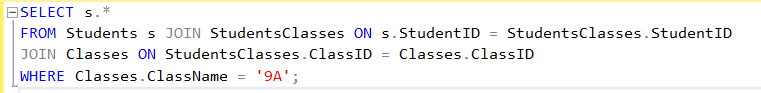 SELECT s.*
FROM Students s JOIN StudentsClasses ON s.StudentID = StudentsClasses.StudentID
JOIN Classes ON StudentsClasses.ClassID = Classes.ClassID
WHERE Classes.ClassName = '9A';